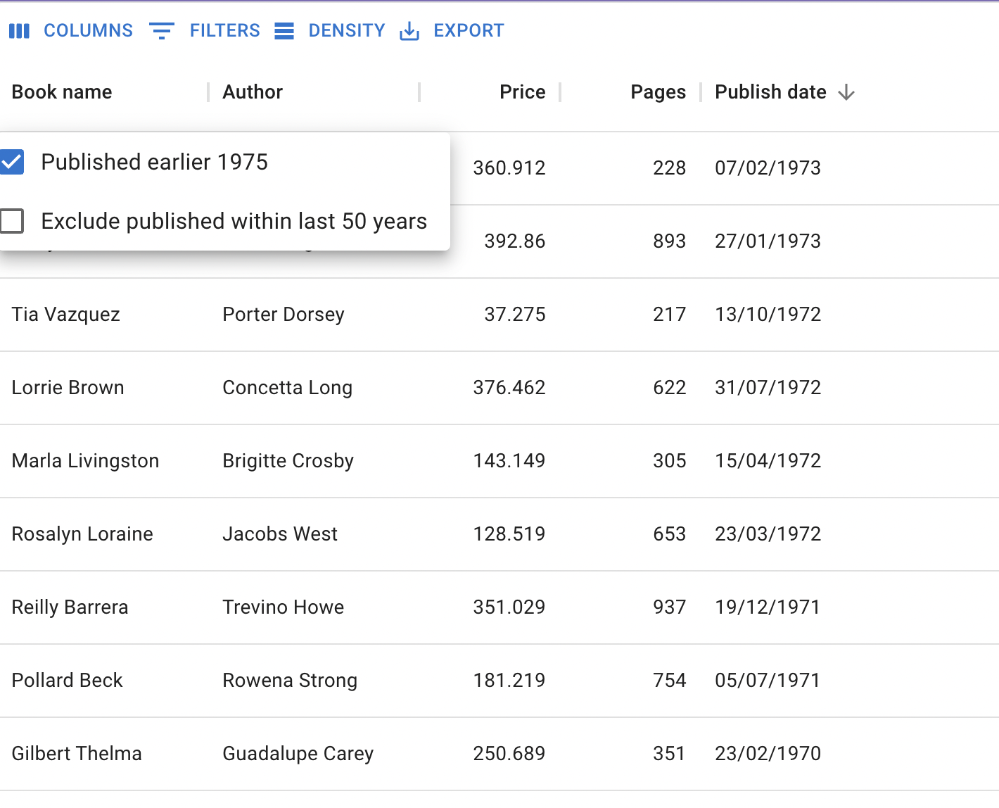 COLUMNS FILTERS DENSITY EXPORT
Book name Author Price Pages Publish date
Published earlier 1975
360.912 228 07/02/1973
Exclude published within last 50 years
392.86 893 27/01/1973
Tia Vazquez Porter Dorsey 37.275 217 13/10/1972
Lorrie Brown Concetta Long 376.462 622 31/07/1972
Marla Livingston Brigitte Crosby 143.149 305 15/04/1972
Rosalyn Loraine Jacobs West 128.519 653 23/03/1972
Reilly Barrera Trevino Howe 351.029 937 19/12/1971
Pollard Beck Rowena Strong 181.219 754 05/07/1971
Gilbert Thelma Guadalupe Carey 250.689 351 23/02/1970